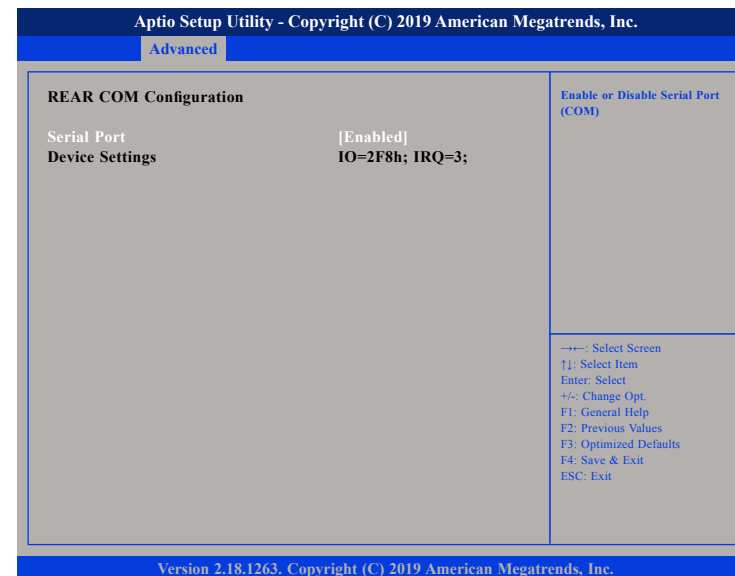 Aptio Setup Utility - Copyright (C) 2019 American Megatrends, Inc.
Advanced
REAR COM Configuration
Serial Port [Enabled]
Device Settings IO=2F8h; IRQ=3;
Enable or Disable Serial Port
(COM)
→←: Select Screen
↑↓: Select Item
Enter: Select
+/-: Change Opt.
F1: General Help
F2: Previous Values
F3: Optimized Defaults
F4: Save & Exit
ESC: Exit
Version 2.18.1263. Copyright (C) 2019 American Megatrends, Inc.